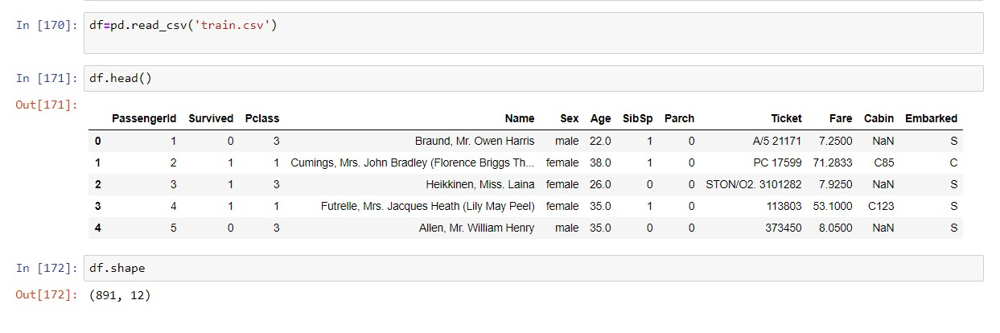 In [170]: df=pd.read_csv('train.csv')
In [171]: df.head()
Out[171]:
PassengerId Survived Pclass Name Sex Age SibSp Parch Ticket Fare Cabin Embarked
0 1 0 3 Braund, Mr. Owen Harris male 22.0 1 0 A/5 21171 7.2500 NaN S
1 2 1 1 Cumings, Mrs. John Bradley (Florence Briggs Th... female 38.0 1 0 PC 17599 71.2833 C85 C
2 3 1 3 Heikkinen, Miss. Laina female 26.0 0 0 STON/O2. 3101282 7.9250 NaN S
3 4 1 1 Futrelle, Mrs. Jacques Heath (Lily May Peel) female 35.0 1 0 113803 53.1000 C123 S
4 5 0 3 Allen, Mr. William Henry male 35.0 0 0 373450 8.0500 NaN S
In [172]: df.shape
Out[172]: (891, 12)